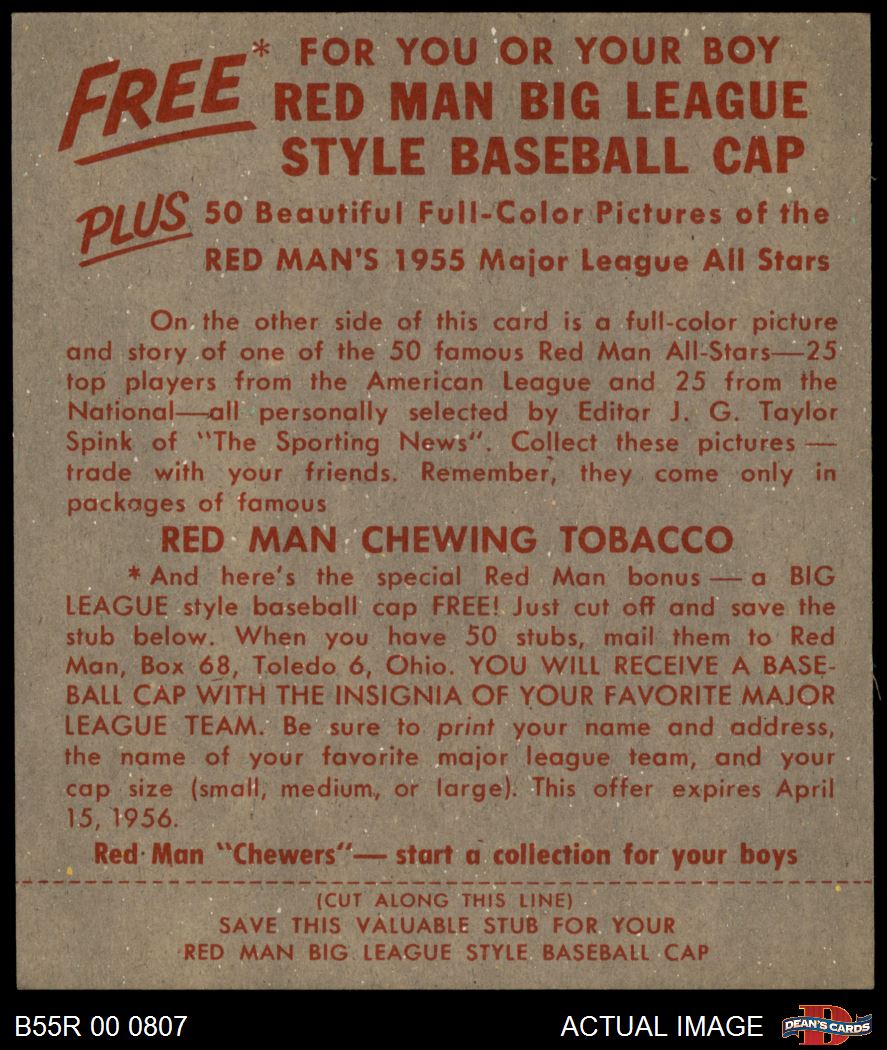 FREE* FOR YOU OR YOUR BOY
RED MAN BIG LEAGUE
STYLE BASEBALL CAP
PLUS 50 Beautiful Full-Color Pictures of the
RED MAN'S 1955 Major League All Stars
On the other side of this card is a full-color picture
and story of one of the 50 famous Red Man All-Stars—25
top players from the American League and 25 from the
National—all personally selected by Editor J. G. Taylor
Spink of "The Sporting News". Collect these pictures —
trade with your friends. Remember, they come only in
packages of famous
RED MAN CHEWING TOBACCO
* And here's the special Red Man bonus — a BIG
LEAGUE style baseball cap FREE! Just cut off and save the
stub below. When you have 50 stubs, mail them to Red
Man, Box 68, Toledo 6, Ohio. YOU WILL RECEIVE A BASE-
BALL CAP WITH THE INSIGNIA OF YOUR FAVORITE MAJOR
LEAGUE TEAM. Be sure to print your name and address,
the name of your favorite major league team, and your
cap size (small, medium, or large). This offer expires April
15, 1956.
Red Man "Chewers"— start a collection for your boys
(CUT ALONG THIS LINE)
SAVE THIS VALUABLE STUB FOR YOUR
RED MAN BIG LEAGUE STYLE BASEBALL CAP
B55R 00 0807
ACTUAL IMAGE
D
DEAN'S CARDS